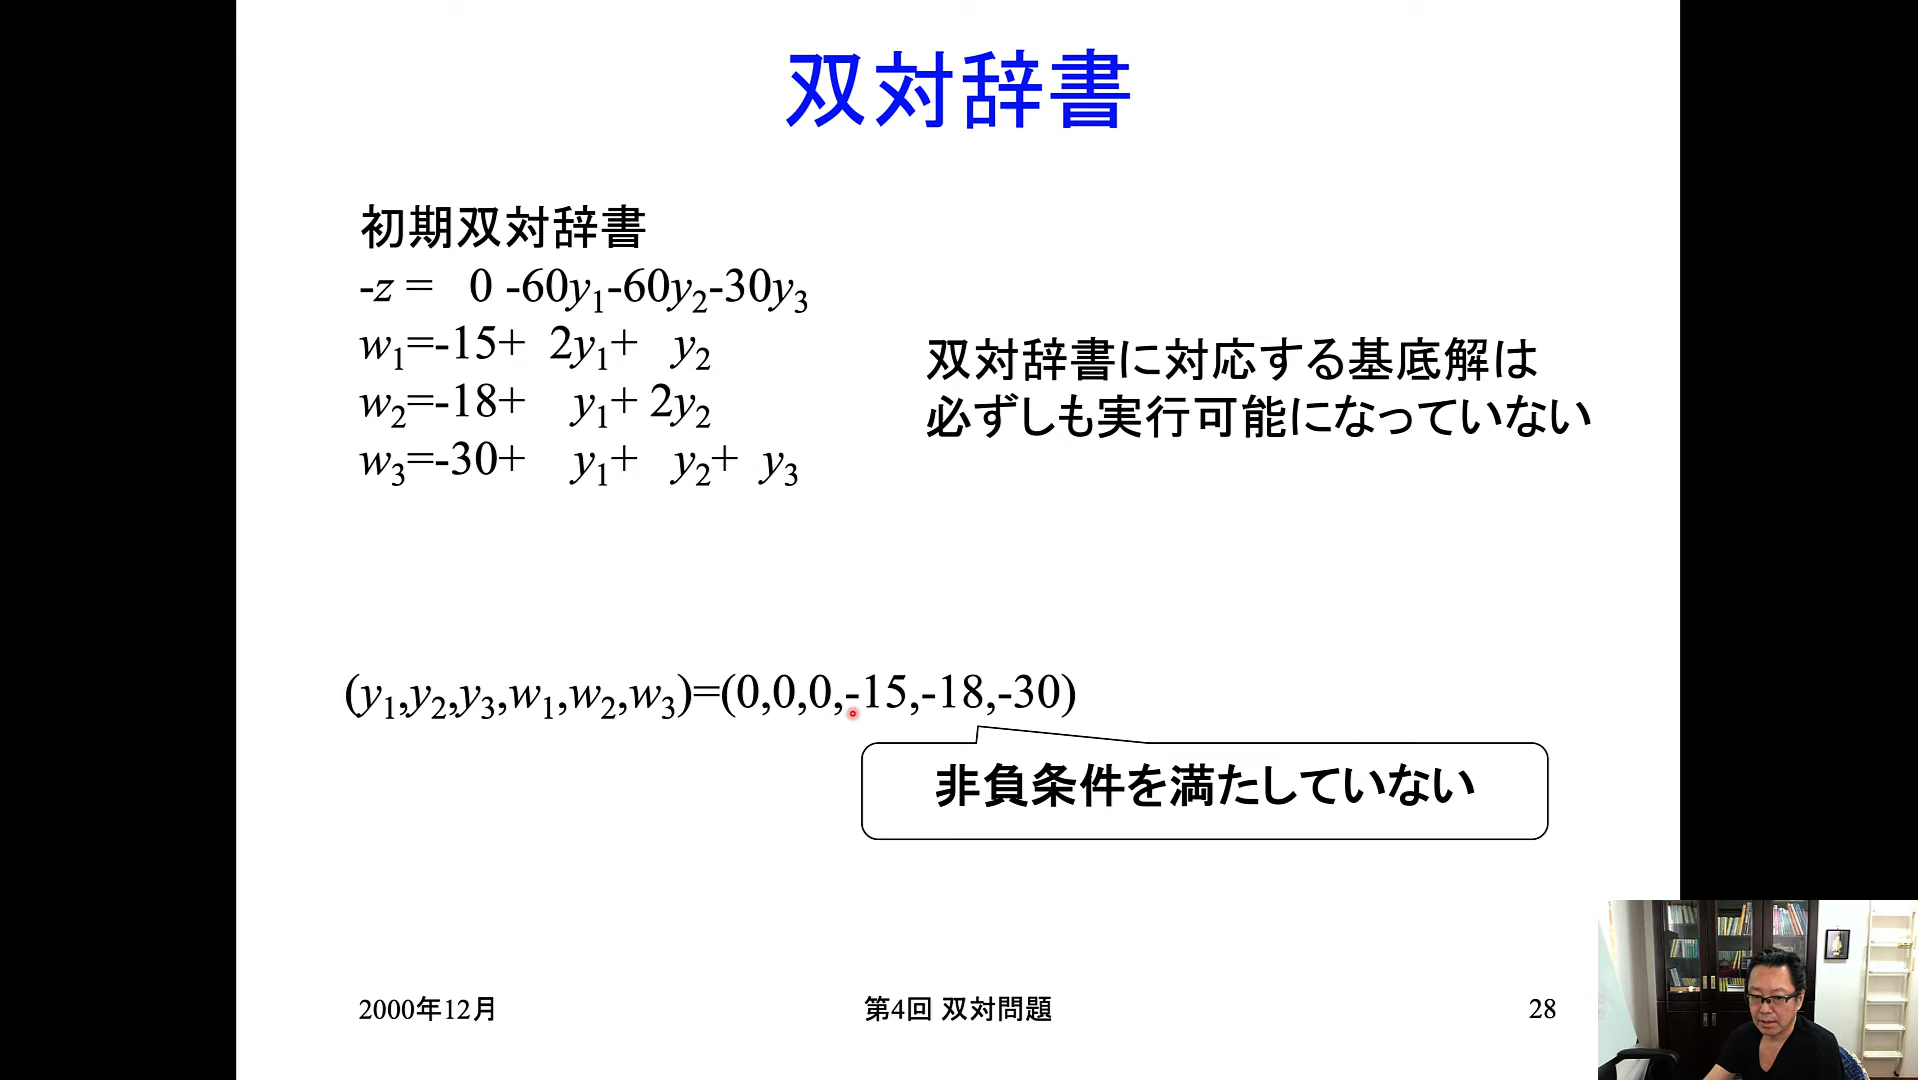 双対辞書
初期双対辞書
-z = 0 -60y₁-60y₂-30y₃
w₁=-15+ 2y₁+ y₂
w₂=-18+ y₁+ 2y₂
w₃=-30+ y₁+ y₂+ y₃
双対辞書に対応する基底解は
必ずしも実行可能になっていない
(y₁,y₂,y₃,w₁,w₂,w₃)=(0,0,0,-15,-18,-30)
非負条件を満たしていない
2000年12月
第4回 双対問題
28